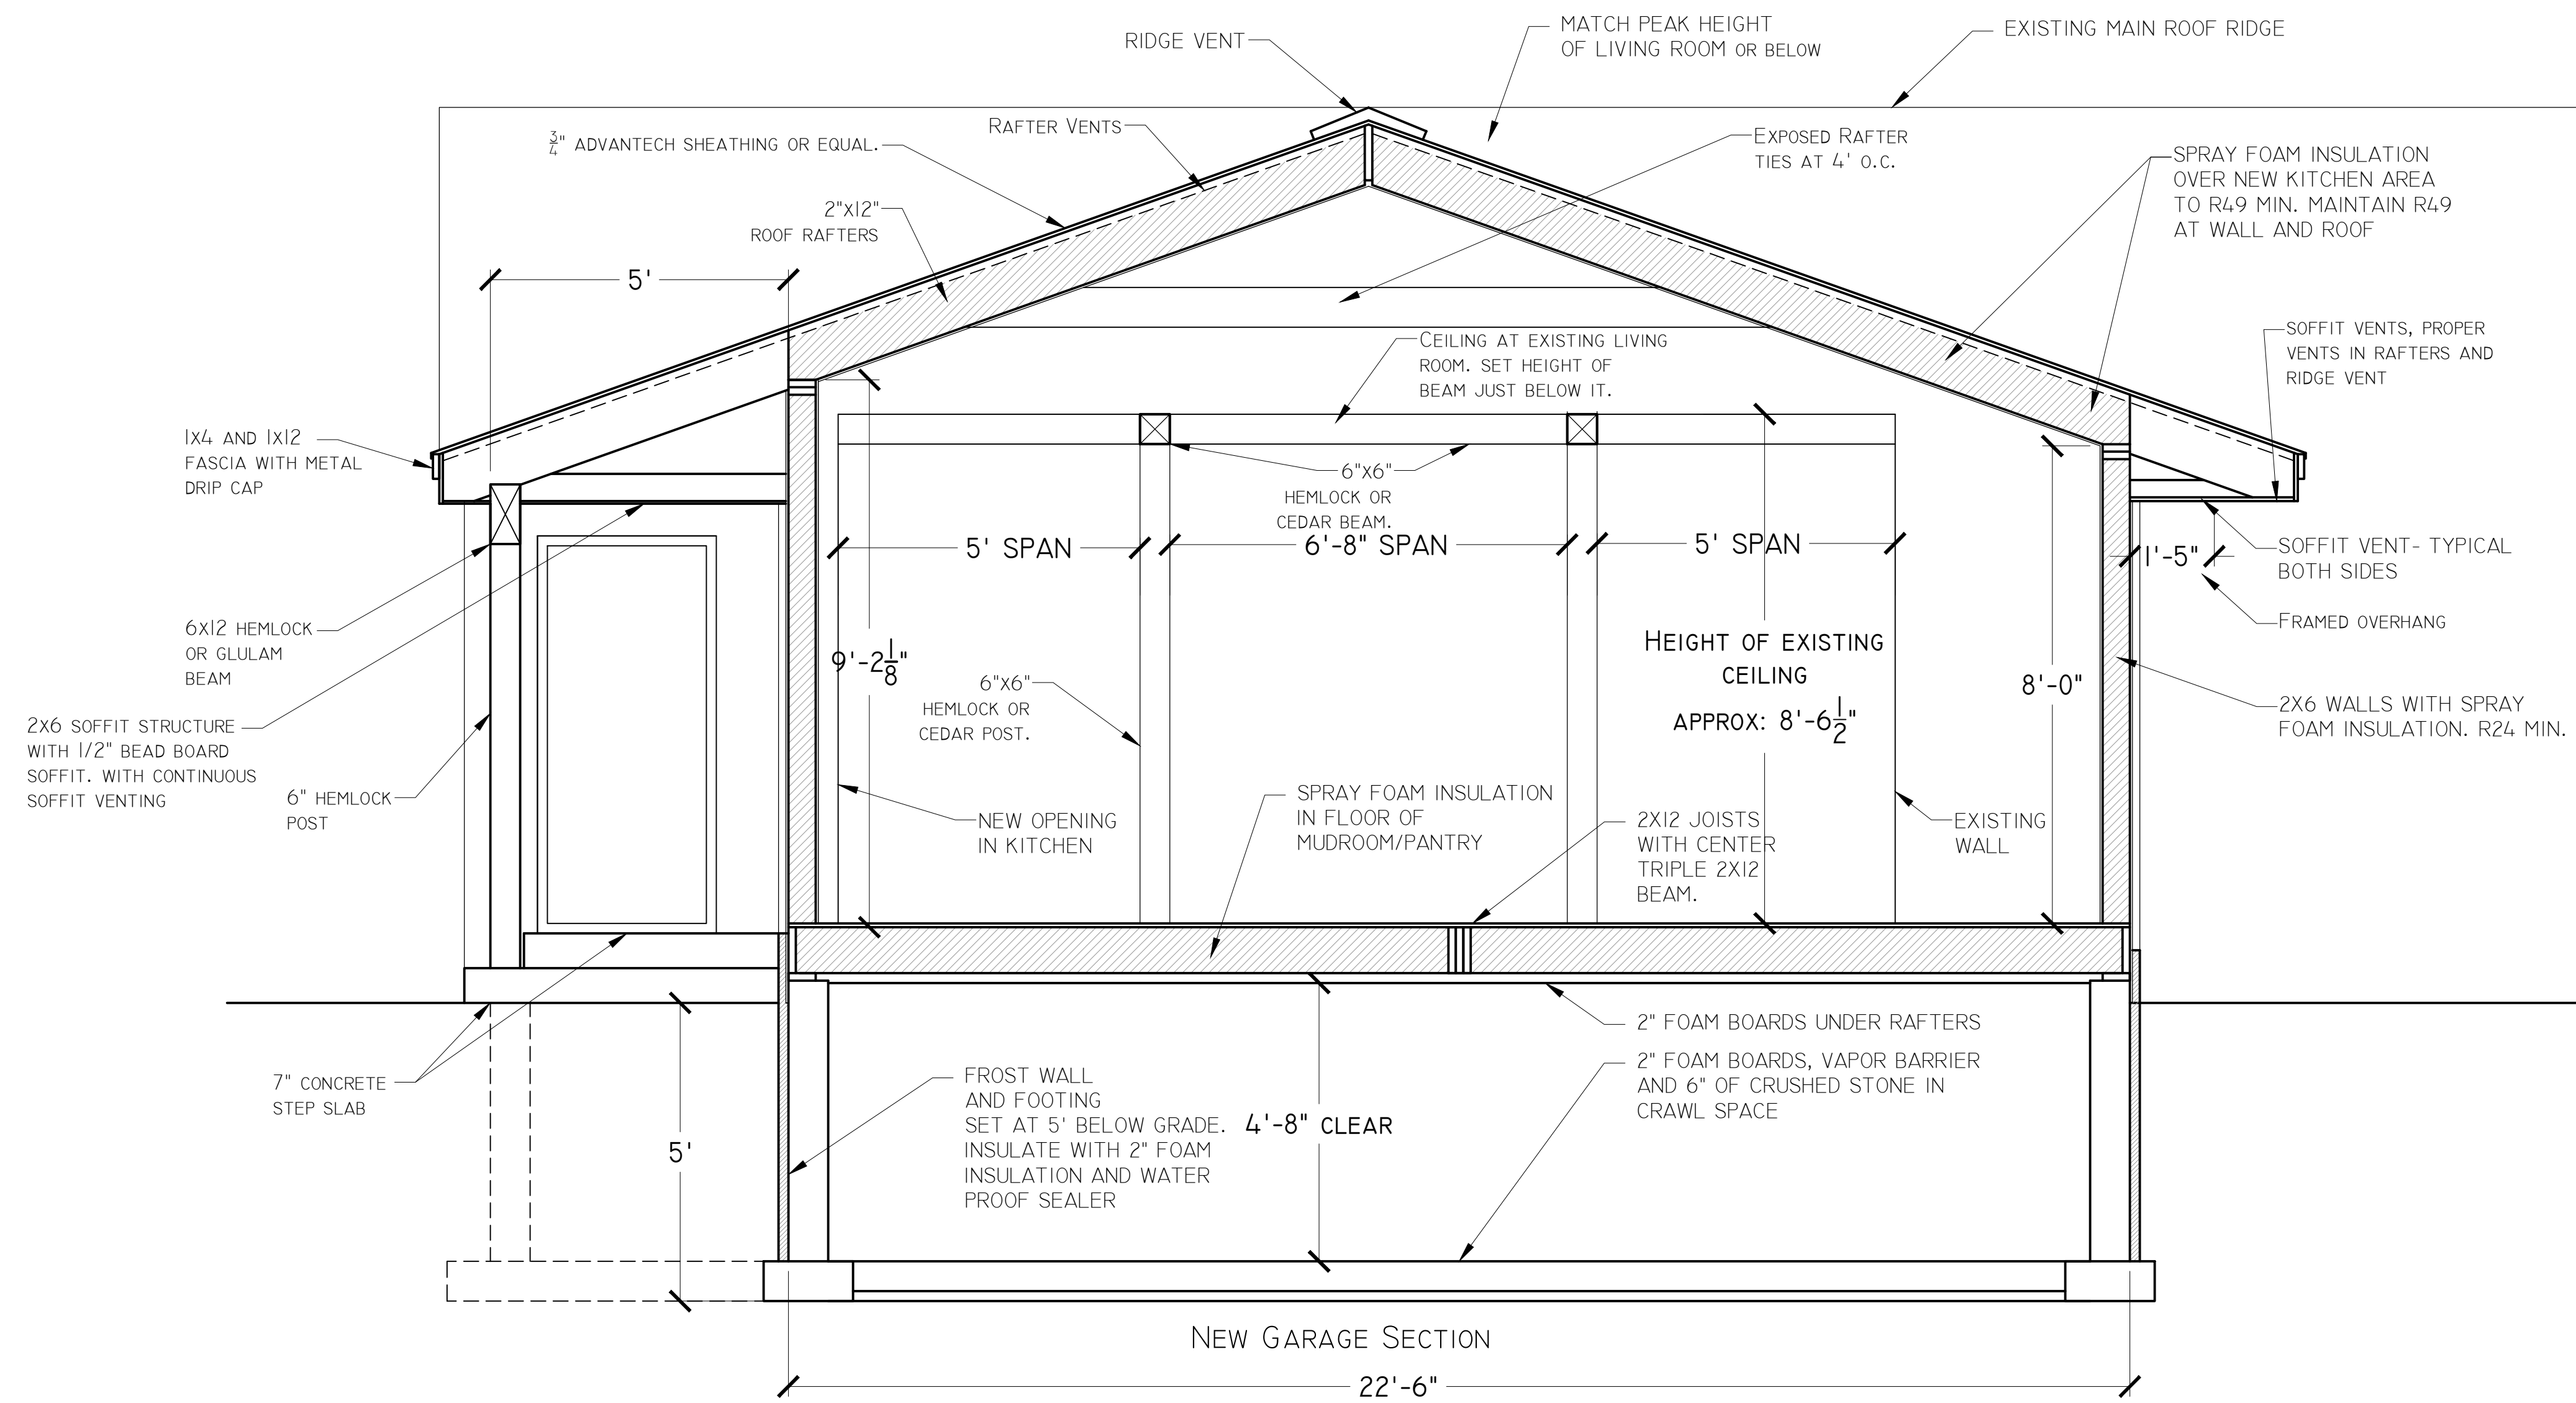 RIDGE VENT
MATCH PEAK HEIGHT
OF LIVING ROOM OR BELOW
EXISTING MAIN ROOF RIDGE
3/4" ADVANTECH SHEATHING OR EQUAL.
RAFTER VENTS
EXPOSED RAFTER
TIES AT 4' O.C.
SPRAY FOAM INSULATION
OVER NEW KITCHEN AREA
TO R49 MIN. MAINTAIN R49
AT WALL AND ROOF
2"X12"
ROOF RAFTERS
5'
CEILING AT EXISTING LIVING
ROOM. SET HEIGHT OF
BEAM JUST BELOW IT.
SOFFIT VENTS, PROPER
VENTS IN RAFTERS AND
RIDGE VENT
1X4 AND 1X12
FASCIA WITH METAL
DRIP CAP
6"X6"
HEMLOCK OR
CEDAR BEAM.
5' SPAN
6'-8" SPAN
5' SPAN
1'-5"
SOFFIT VENT- TYPICAL
BOTH SIDES
FRAMED OVERHANG
6X12 HEMLOCK
OR GLULAM
BEAM
9'-2 1/8"
HEIGHT OF EXISTING
CEILING
APPROX: 8'-6 1/2"
8'-0"
6"X6"
HEMLOCK OR
CEDAR POST.
2X6 WALLS WITH SPRAY
FOAM INSULATION. R24 MIN.
2X6 SOFFIT STRUCTURE
WITH 1/2" BEAD BOARD
SOFFIT. WITH CONTINUOUS
SOFFIT VENTING
6" HEMLOCK
POST
NEW OPENING
IN KITCHEN
SPRAY FOAM INSULATION
IN FLOOR OF
MUDROOM/PANTRY
2X12 JOISTS
WITH CENTER
TRIPLE 2X12
BEAM.
EXISTING
WALL
7" CONCRETE
STEP SLAB
5'
FROST WALL
AND FOOTING
SET AT 5' BELOW GRADE.
INSULATE WITH 2" FOAM
INSULATION AND WATER
PROOF SEALER
4'-8" CLEAR
2" FOAM BOARDS UNDER RAFTERS
2" FOAM BOARDS, VAPOR BARRIER
AND 6" OF CRUSHED STONE IN
CRAWL SPACE
NEW GARAGE SECTION
22'-6"